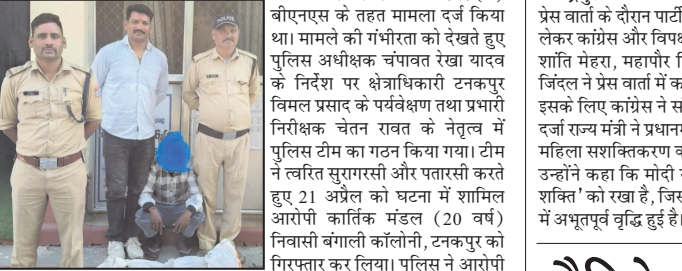 बीएनएस के तहत मामला दर्ज किया
था। मामले की गंभीरता को देखते हुए
पुलिस अधीक्षक चंपावत रेखा यादव
के निर्देश पर क्षेत्राधिकारी टनकपुर
विमल प्रसाद के पर्यवेक्षण तथा प्रभारी
निरीक्षक चेतन रावत के नेतृत्व में
पुलिस टीम का गठन किया गया। टीम
ने त्वरित सुरागरसी और पतारसी करते
हुए 21 अप्रैल को घटना में शामिल
आरोपी कार्तिक मंडल (20 वर्ष)
निवासी बंगाली कॉलोनी, टनकपुर को
गिरफ्तार कर लिया। पुलिस ने आरोपी
प्रेस वार्ता के दौरान पार्टी
लेकर कांग्रेस और विपक्ष
शांति मेहरा, महापौर
जिंदल ने प्रेस वार्ता में
इसके लिए कांग्रेस ने
दर्जा राज्य मंत्री ने
महिला सशक्तिकरण
उन्होंने कहा कि मोदी
शक्ति' को रखा है,
में अभूतपूर्व वृद्धि हुई है।